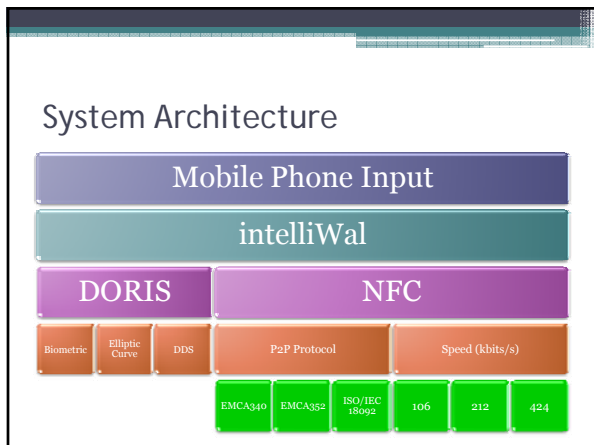 System Architecture
Mobile Phone Input
intelliWal
DORIS NFC
Biometric Elliptic Curve DDS P2P Protocol Speed (kbits/s)
EMCA340 EMCA352 ISO/IEC 18092 106 212 424